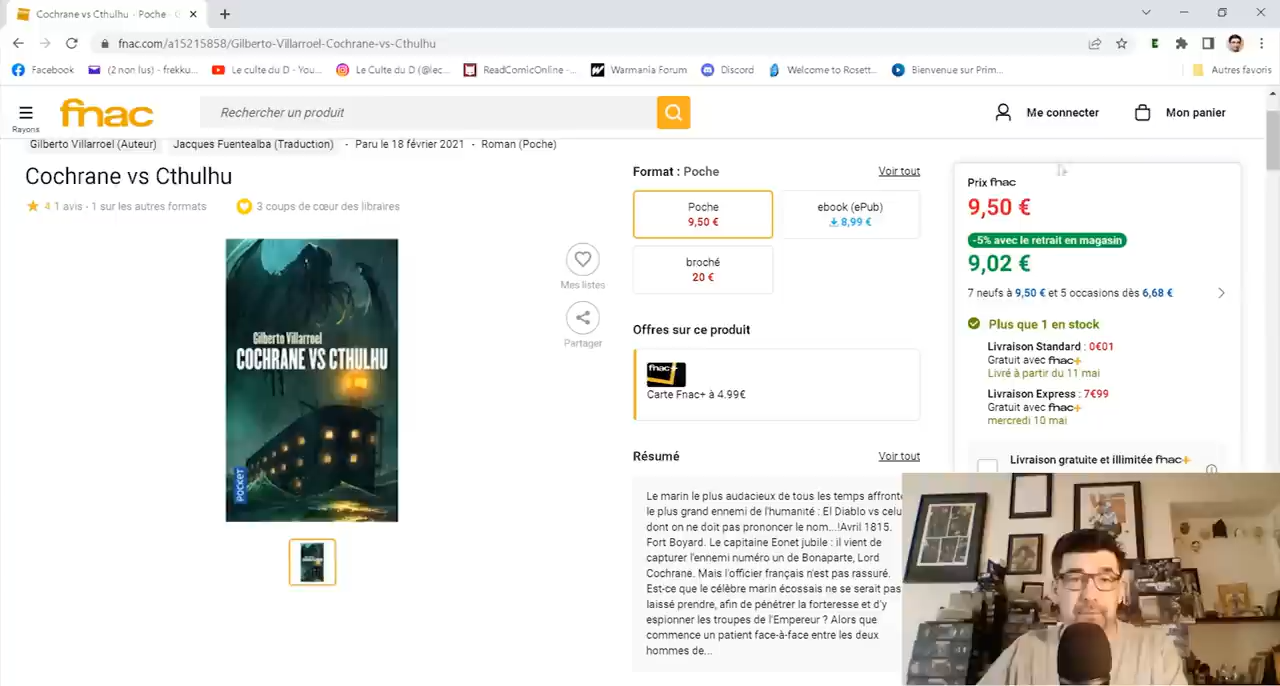 Cochrane vs Cthulhu - Poche -
fnac.com/a15215858/Gilberto-Villarroel-Cochrane-vs-Cthulhu
Facebook
(2 non lus) - frekku...
Le culte du D - You...
Le Culte du D (@lec...
ReadComicOnline -...
Warmania Forum
Discord
Welcome to Rosett...
Bienvenue sur Prim...
Autres favoris
Rayons
fnac
Rechercher un produit
Me connecter
Mon panier
Gilberto Villarroel (Auteur) Jacques Fuentealba (Traduction) - Paru le 18 février 2021 - Roman (Poche)
Cochrane vs Cthulhu
4 1 avis - 1 sur les autres formats
3 coups de cœur des libraires
Gilberto Villarroel
COCHRANE VS CTHULHU
POCKET
Mes listes
Partager
Format : Poche
Voir tout
Poche
9,50 €
ebook (ePub)
8,99 €
broché
20 €
Offres sur ce produit
fnac+
Carte Fnac+ à 4.99€
Résumé
Voir tout
Le marin le plus audacieux de tous les temps affronte
le plus grand ennemi de l'humanité : El Diablo vs celu
dont on ne doit pas prononcer le nom...!Avril 1815.
Fort Boyard. Le capitaine Eonet jubile : il vient de
capturer l'ennemi numéro un de Bonaparte, Lord
Cochrane. Mais l'officier français n'est pas rassuré.
Est-ce que le célèbre marin écossais ne se serait pas
laissé prendre, afin de pénétrer la forteresse et d'y
espionner les troupes de l'Empereur ? Alors que
commence un patient face-à-face entre les deux
hommes de...
Prix fnac
9,50 €
-5% avec le retrait en magasin
9,02 €
7 neufs à 9,50 € et 5 occasions dès 6,68 €
Plus que 1 en stock
Livraison Standard : 0€01
Gratuit avec fnac+
Livré à partir du 11 mai
Livraison Express : 7€99
Gratuit avec fnac+
mercredi 10 mai
Livraison gratuite et illimitée fnac+